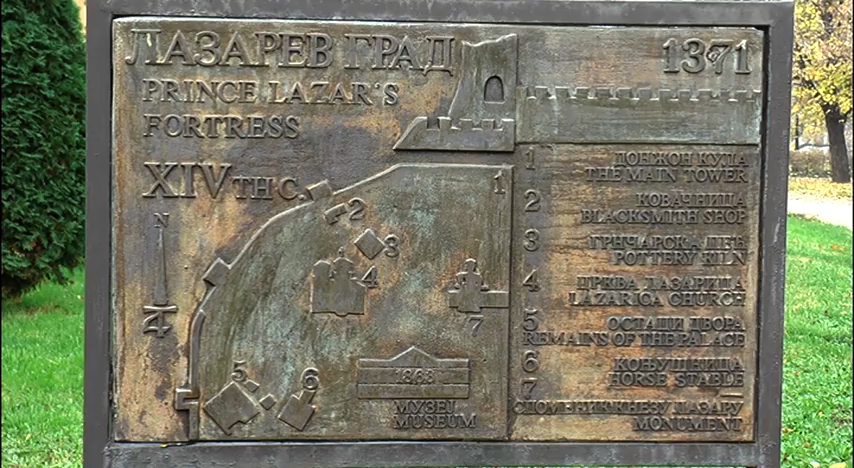 ЛАЗАРЕВ ГРАД
1371
PRINCE LAZAR'S
FORTRESS
XIV TH C.
N
1
2
3
4
7
5
6
1863
МУЗЕЈ
MUSEUM
1 ДОНЖОН КУЛА
THE MAIN TOWER
2 КОВАЧНИЦА
BLACKSMITH SHOP
3 ГРНЧАРСКА ПЕЋ
POTTERY KILN
4 ЦРКВА ЛАЗАРИЦА
LAZARICA CHURCH
5 ОСТАЦИ ДВОРА
REMAINS OF THE PALACE
6 КОЊУШНИЦА
HORSE STABLE
7 СПОМЕНИК КНЕЗУ ЛАЗАРУ
MONUMENT